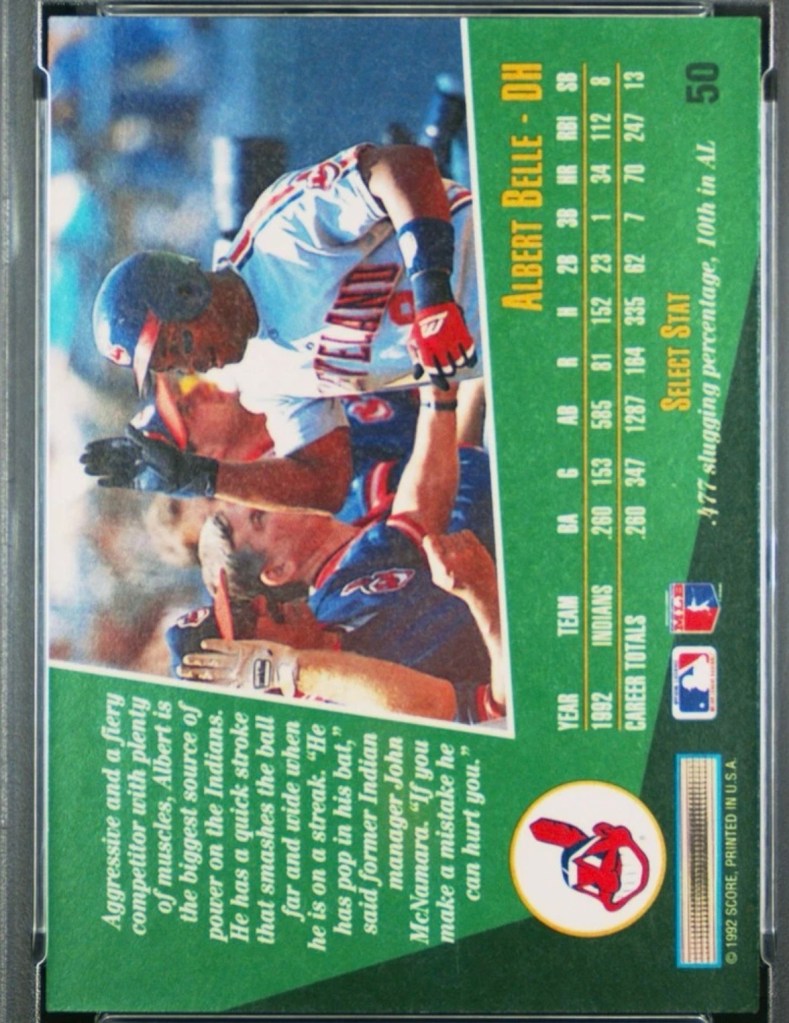 Aggressive and a fiery
competitor with plenty
of muscles, Albert is
the biggest source of
power on the Indians.
He has a quick stroke
that smashes the ball
far and wide when
he is on a streak. "He
has pop in his bat,"
said former Indian
manager John
McNamara. "If you
make a mistake he
can hurt you."
ALBERT BELLE - DH
YEAR TEAM BA G AB R H 2B 3B HR RBI SB
1992 INDIANS .260 153 585 81 152 23 1 34 112 8
CAREER TOTALS .260 347 1287 164 335 62 7 70 247 13
SELECT STAT
.477 slugging percentage, 10th in AL
50
© 1992 SCORE, PRINTED IN U.S.A.